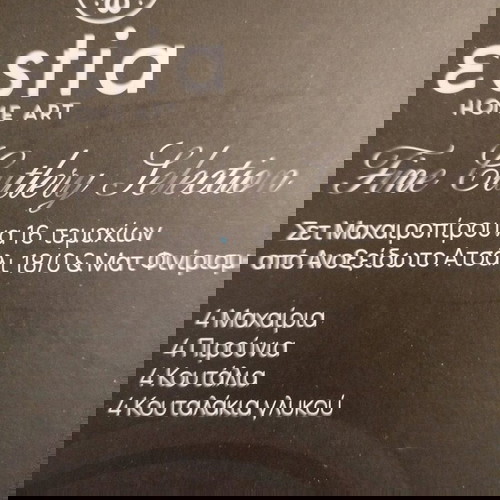 εstia
HOME ART
Fine Cutlery Selection
Σετ Μαχαιροπίρουνα 16 τεμαχίων
από Ανοξείδωτο Ατσάλι 18/0 & Ματ Φινίρισμα
4 Μαχαίρια
4 Πιρούνια
4 Κουτάλια
4 Κουταλάκια γλυκού